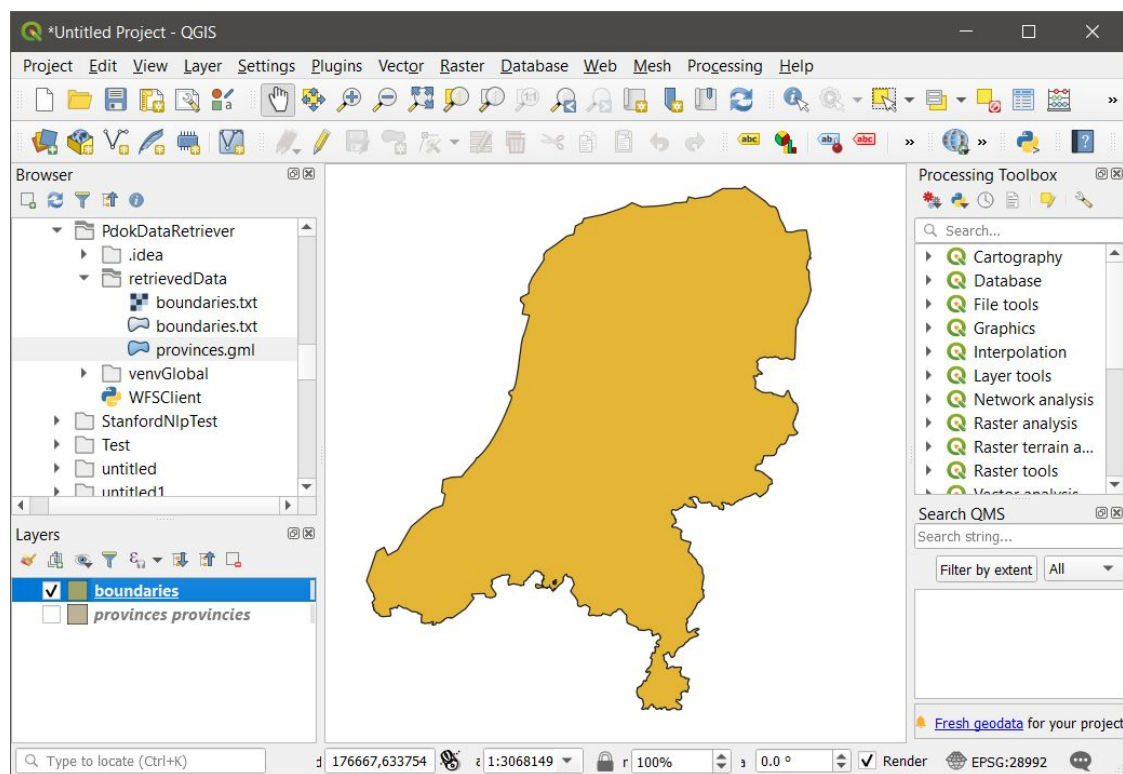 *Untitled Project - QGIS
Project Edit View Layer Settings Plugins Vector Raster Database Web Mesh Processing Help
Browser
PdokDataRetriever
.idea
retrievedData
boundaries.txt
boundaries.txt
provinces.gml
venvGlobal
WFSClient
StanfordNlpTest
Test
untitled
untitled1
Layers
boundaries
provinces provincies
Processing Toolbox
Search...
Cartography
Database
File tools
Graphics
Interpolation
Layer tools
Network analysis
Raster analysis
Raster terrain a...
Raster tools
Vector analysis
Search QMS
Search string...
Filter by extent All
Fresh geodata for your project
Type to locate (Ctrl+K) 176667,633754 1:3068149 r 100% 0.0 ° Render EPSG:28992